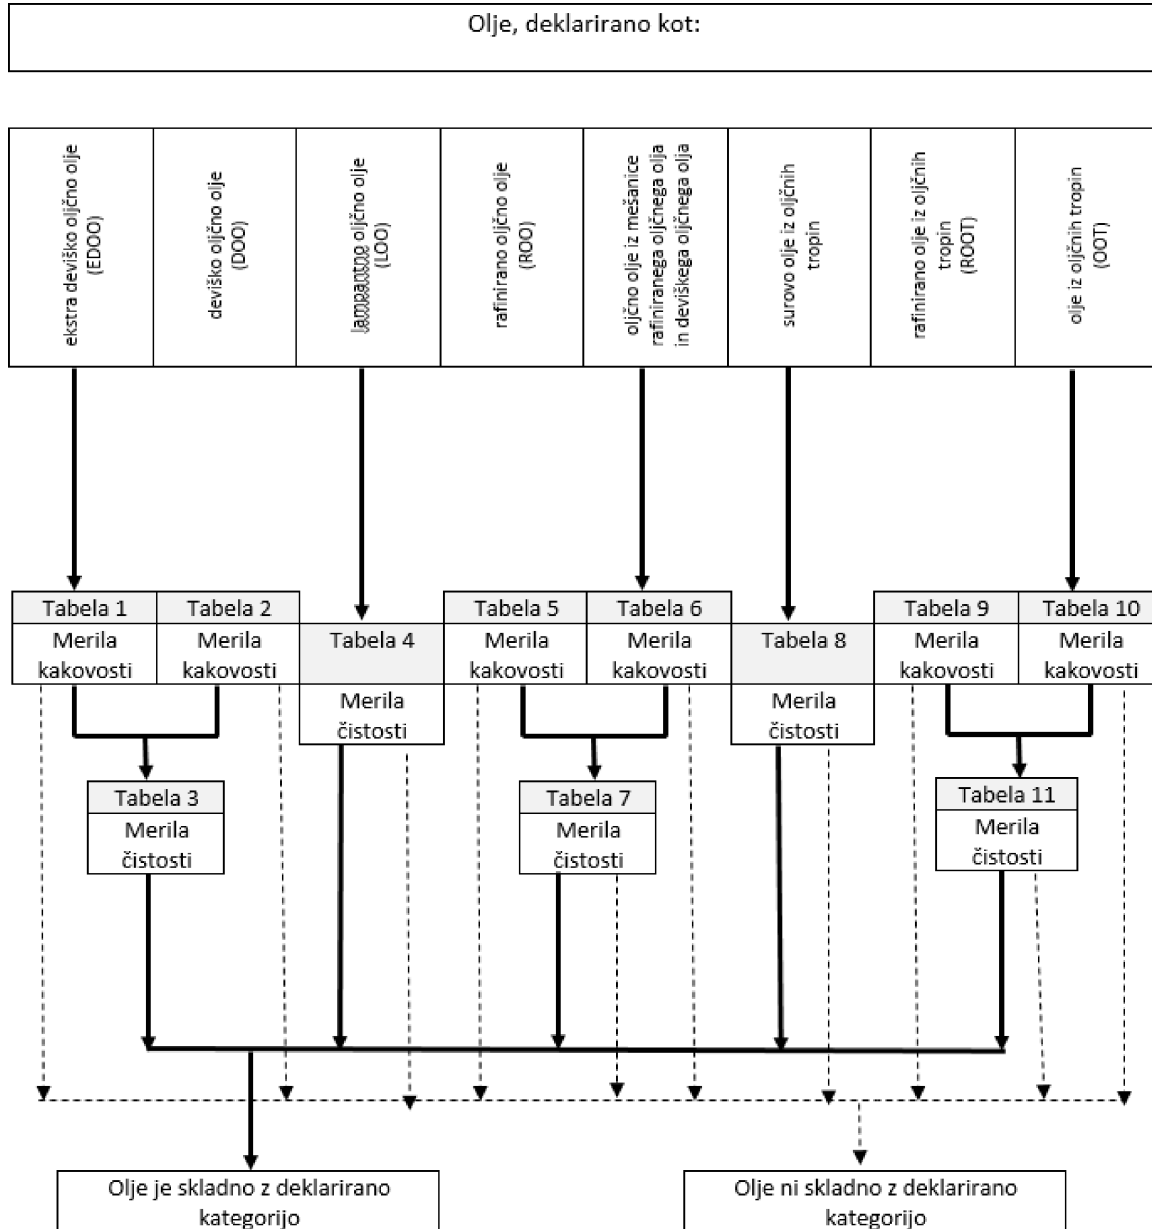 Olje, deklarirano kot:
ekstra deviško oljčno olje
(EDOO)
deviško oljčno olje
(DOO)
lampantno oljčno olje
(LOO)
rafinirano oljčno olje
(ROO)
oljčno olje iz mešanice
rafiniranega oljčnega olja
in deviškega oljčnega olja
surovo olje iz oljčnih
tropin
rafinirano olje iz oljčnih
tropin
(ROOT)
olje iz oljčnih tropin
(OOT)
Tabela 1
Merila
kakovosti
Tabela 2
Merila
kakovosti
Tabela 4
Merila
čistosti
Tabela 5
Merila
kakovosti
Tabela 6
Merila
kakovosti
Tabela 8
Merila
čistosti
Tabela 9
Merila
kakovosti
Tabela 10
Merila
kakovosti
Tabela 3
Merila
čistosti
Tabela 7
Merila
čistosti
Tabela 11
Merila
čistosti
Olje je skladno z deklarirano
kategorijo
Olje ni skladno z deklarirano
kategorijo